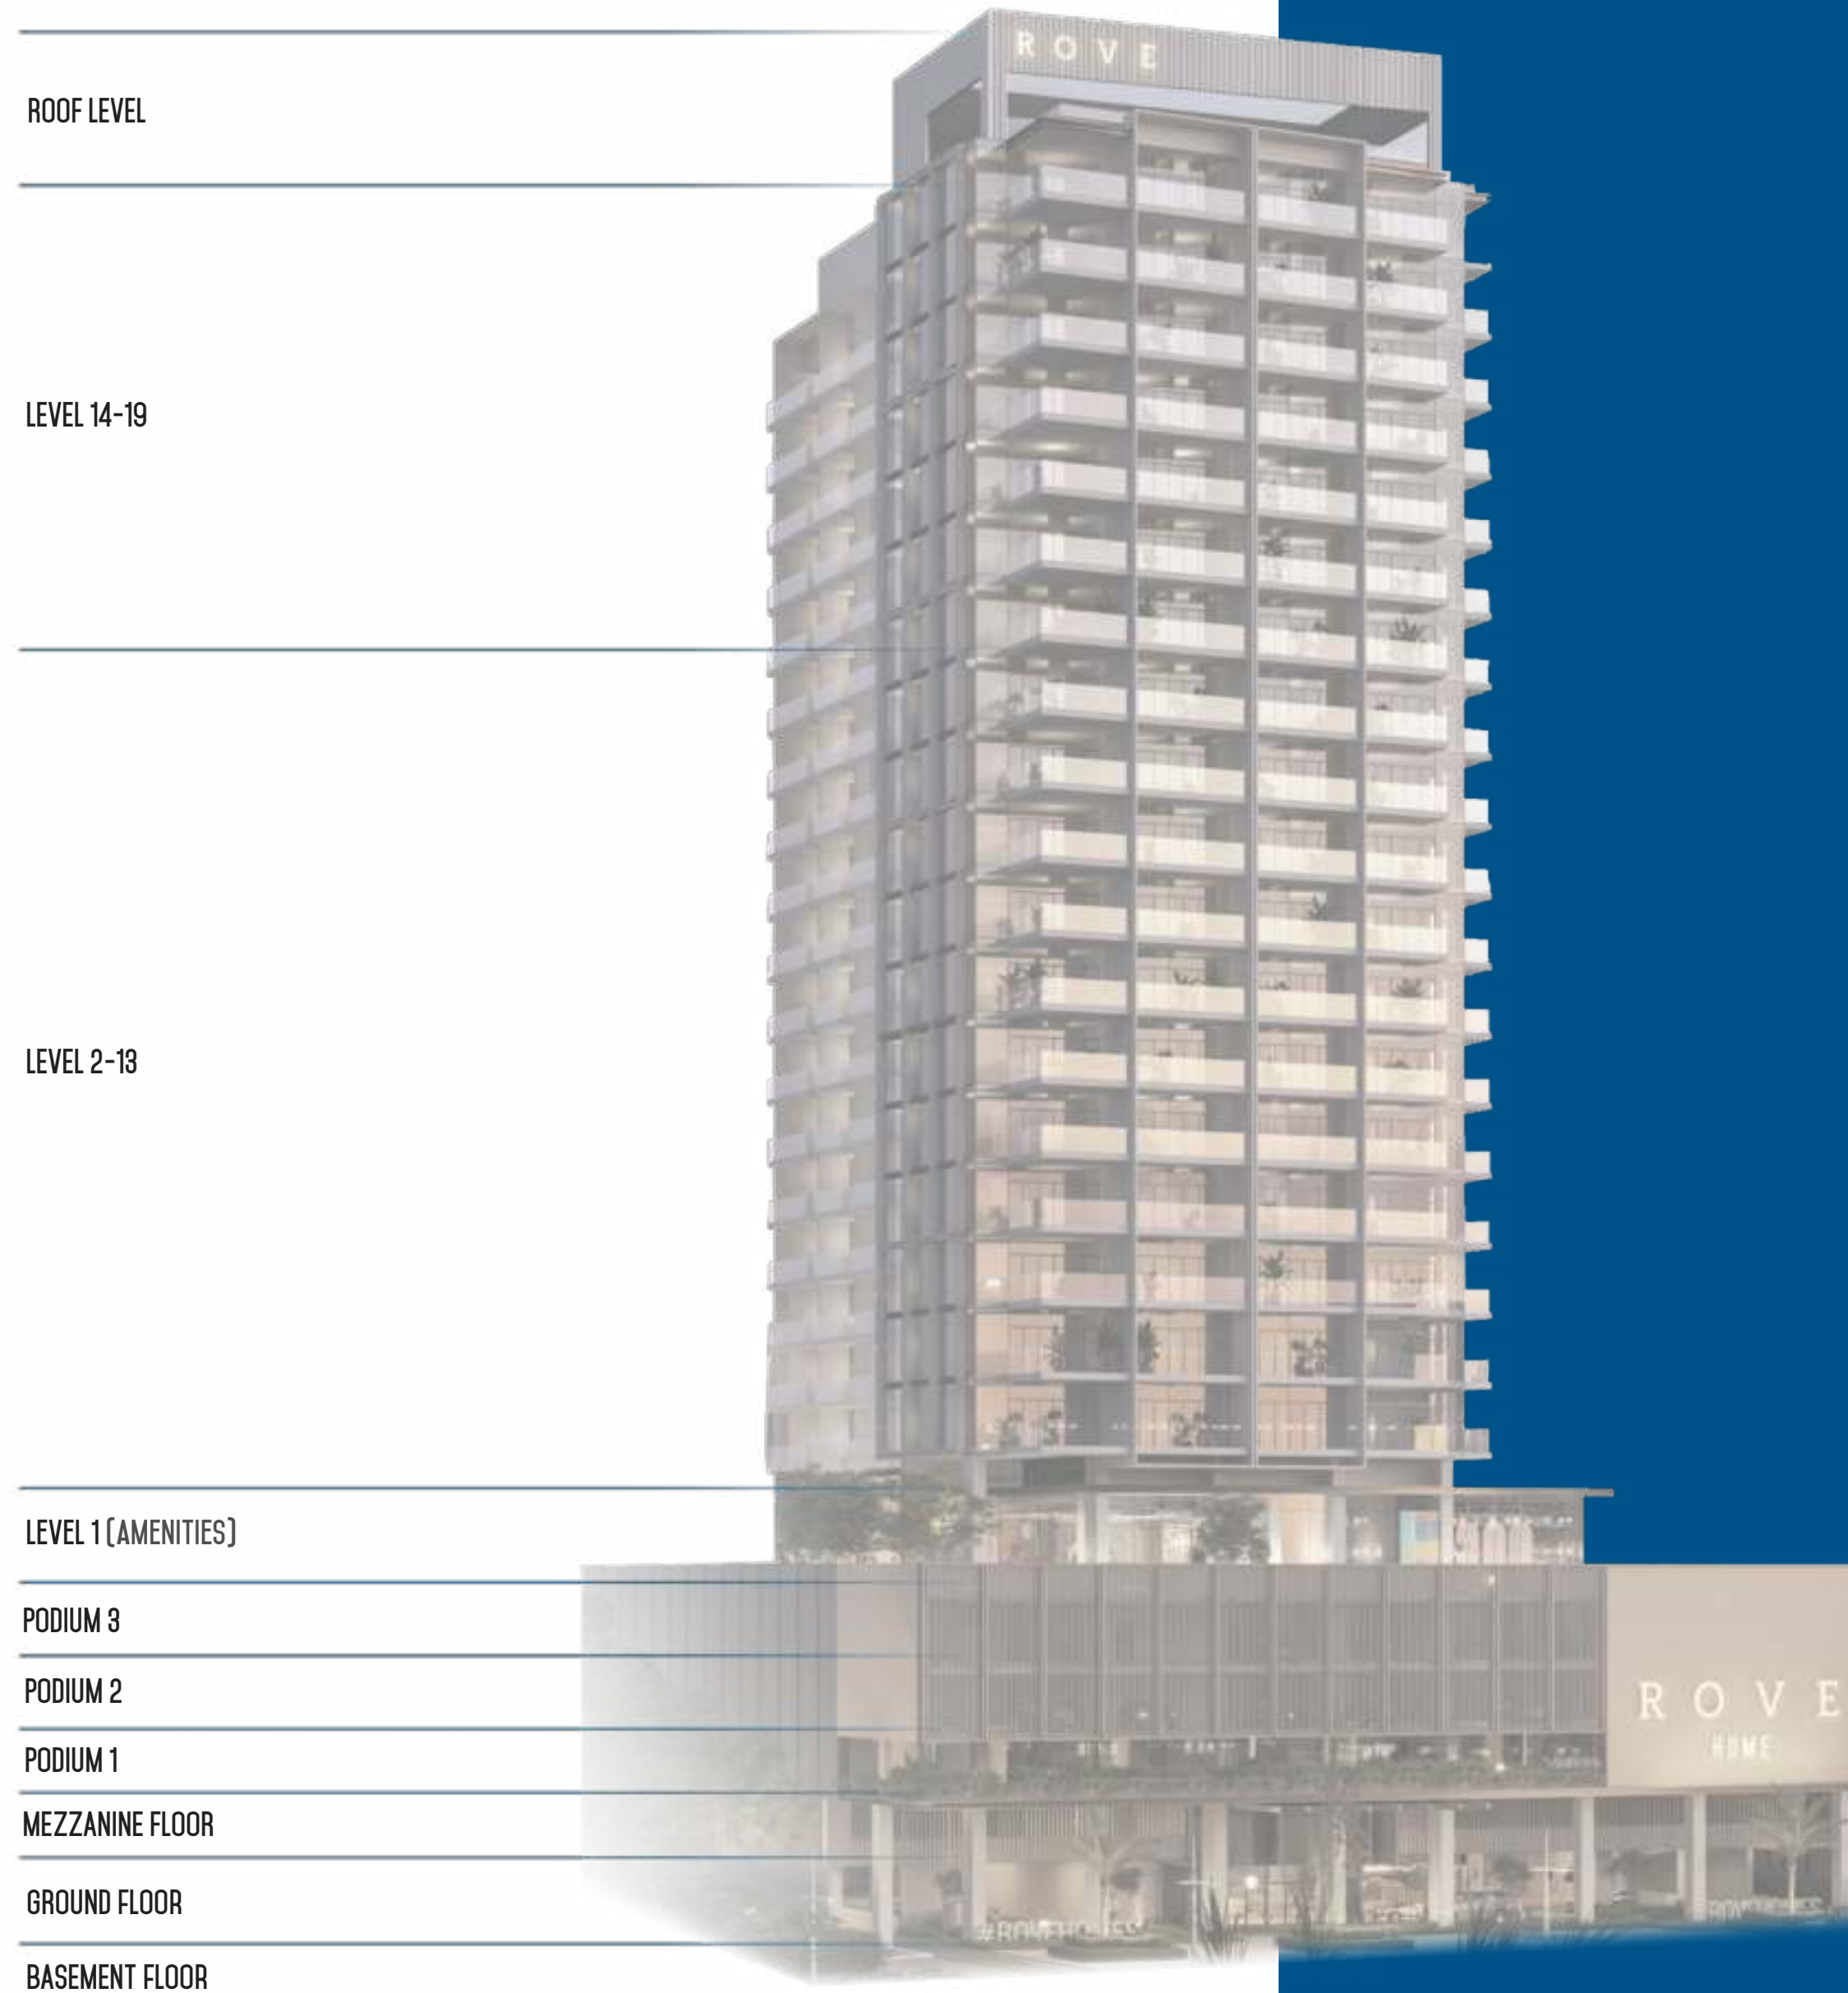 ROVE
ROOF LEVEL
LEVEL 14-19
LEVEL 2-13
LEVEL 1 (AMENITIES)
PODIUM 3
PODIUM 2
ROVE
HOME
PODIUM 1
MEZZANINE FLOOR
GROUND FLOOR
#ROVEHOMES
BASEMENT FLOOR